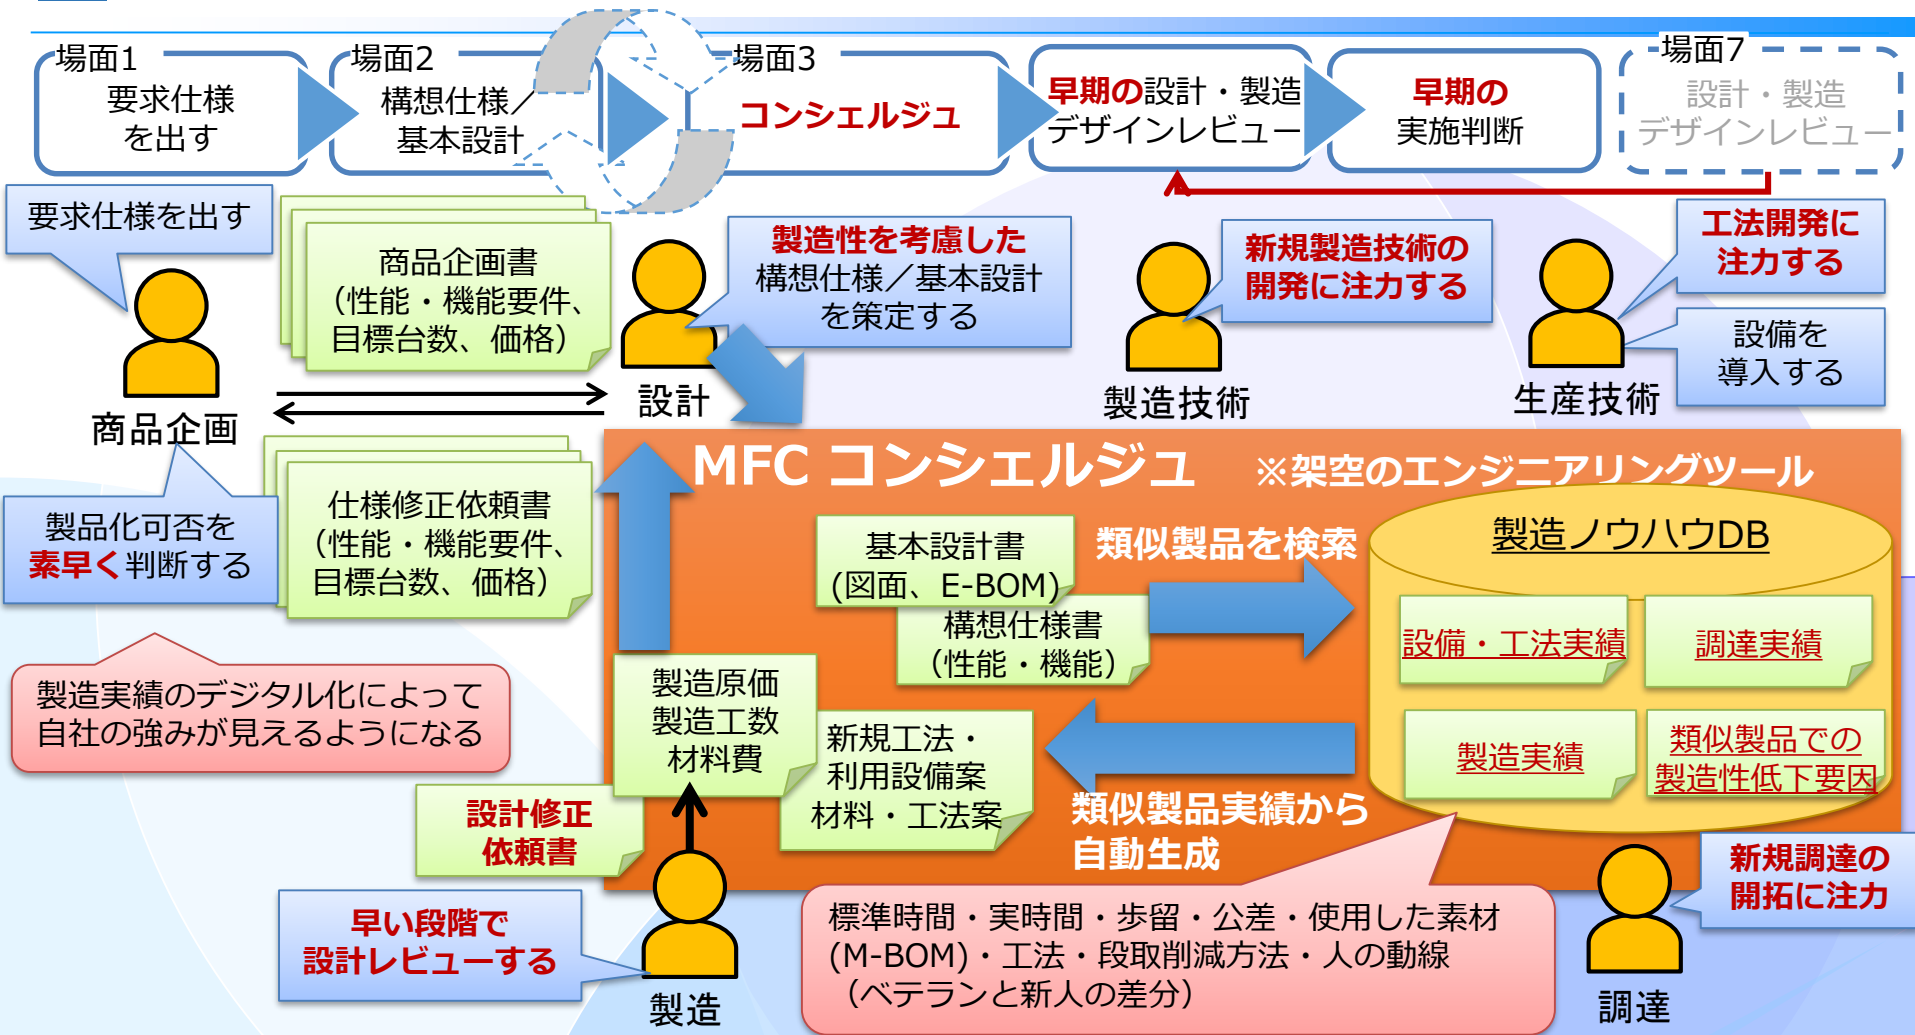 場面1
要求仕様
を出す
場面2
構想仕様／
基本設計
場面3
コンシェルジュ
早期の設計・製造
デザインレビュー
早期の
実施判断
場面7
設計・製造
デザインレビュー
要求仕様を出す
商品企画
商品企画書
（性能・機能要件、
目標台数、価格）
設計
製造性を考慮した
構想仕様／基本設計
を策定する
製造技術
新規製造技術の
開発に注力する
生産技術
工法開発に
注力する
設備を
導入する
製品化可否を
素早く判断する
仕様修正依頼書
（性能・機能要件、
目標台数、価格）
製造実績のデジタル化によって
自社の強みが見えるようになる
MFC コンシェルジュ
※架空のエンジニアリングツール
基本設計書
(図面、E-BOM)
構想仕様書
（性能・機能）
類似製品を検索
製造ノウハウDB
設備・工法実績
調達実績
製造実績
類似製品での
製造性低下要因
製造原価
製造工数
材料費
新規工法・
利用設備案
材料・工法案
類似製品実績から
自動生成
設計修正
依頼書
早い段階で
設計レビューする
製造
標準時間・実時間・歩留・公差・使用した素材
(M-BOM)・工法・段取削減方法・人の動線
（ベテランと新人の差分）
調達
新規調達の
開拓に注力